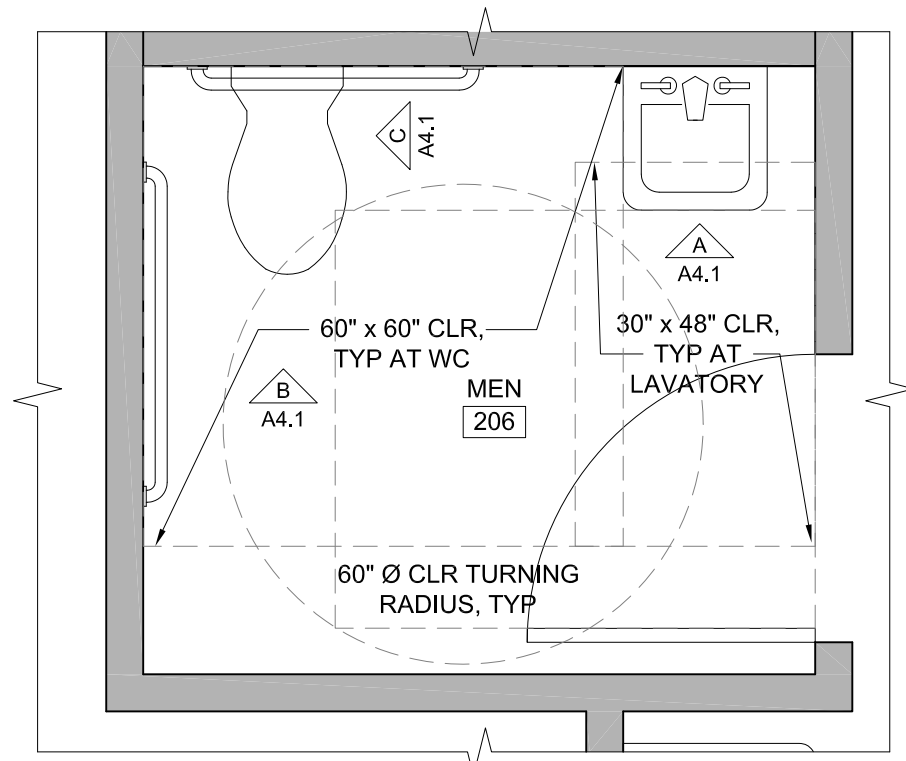 C
A4.1
A
A4.1
60" x 60" CLR,
TYP AT WC
30" x 48" CLR,
TYP AT
LAVATORY
B
A4.1
MEN
206
60" Ø CLR TURNING
RADIUS, TYP